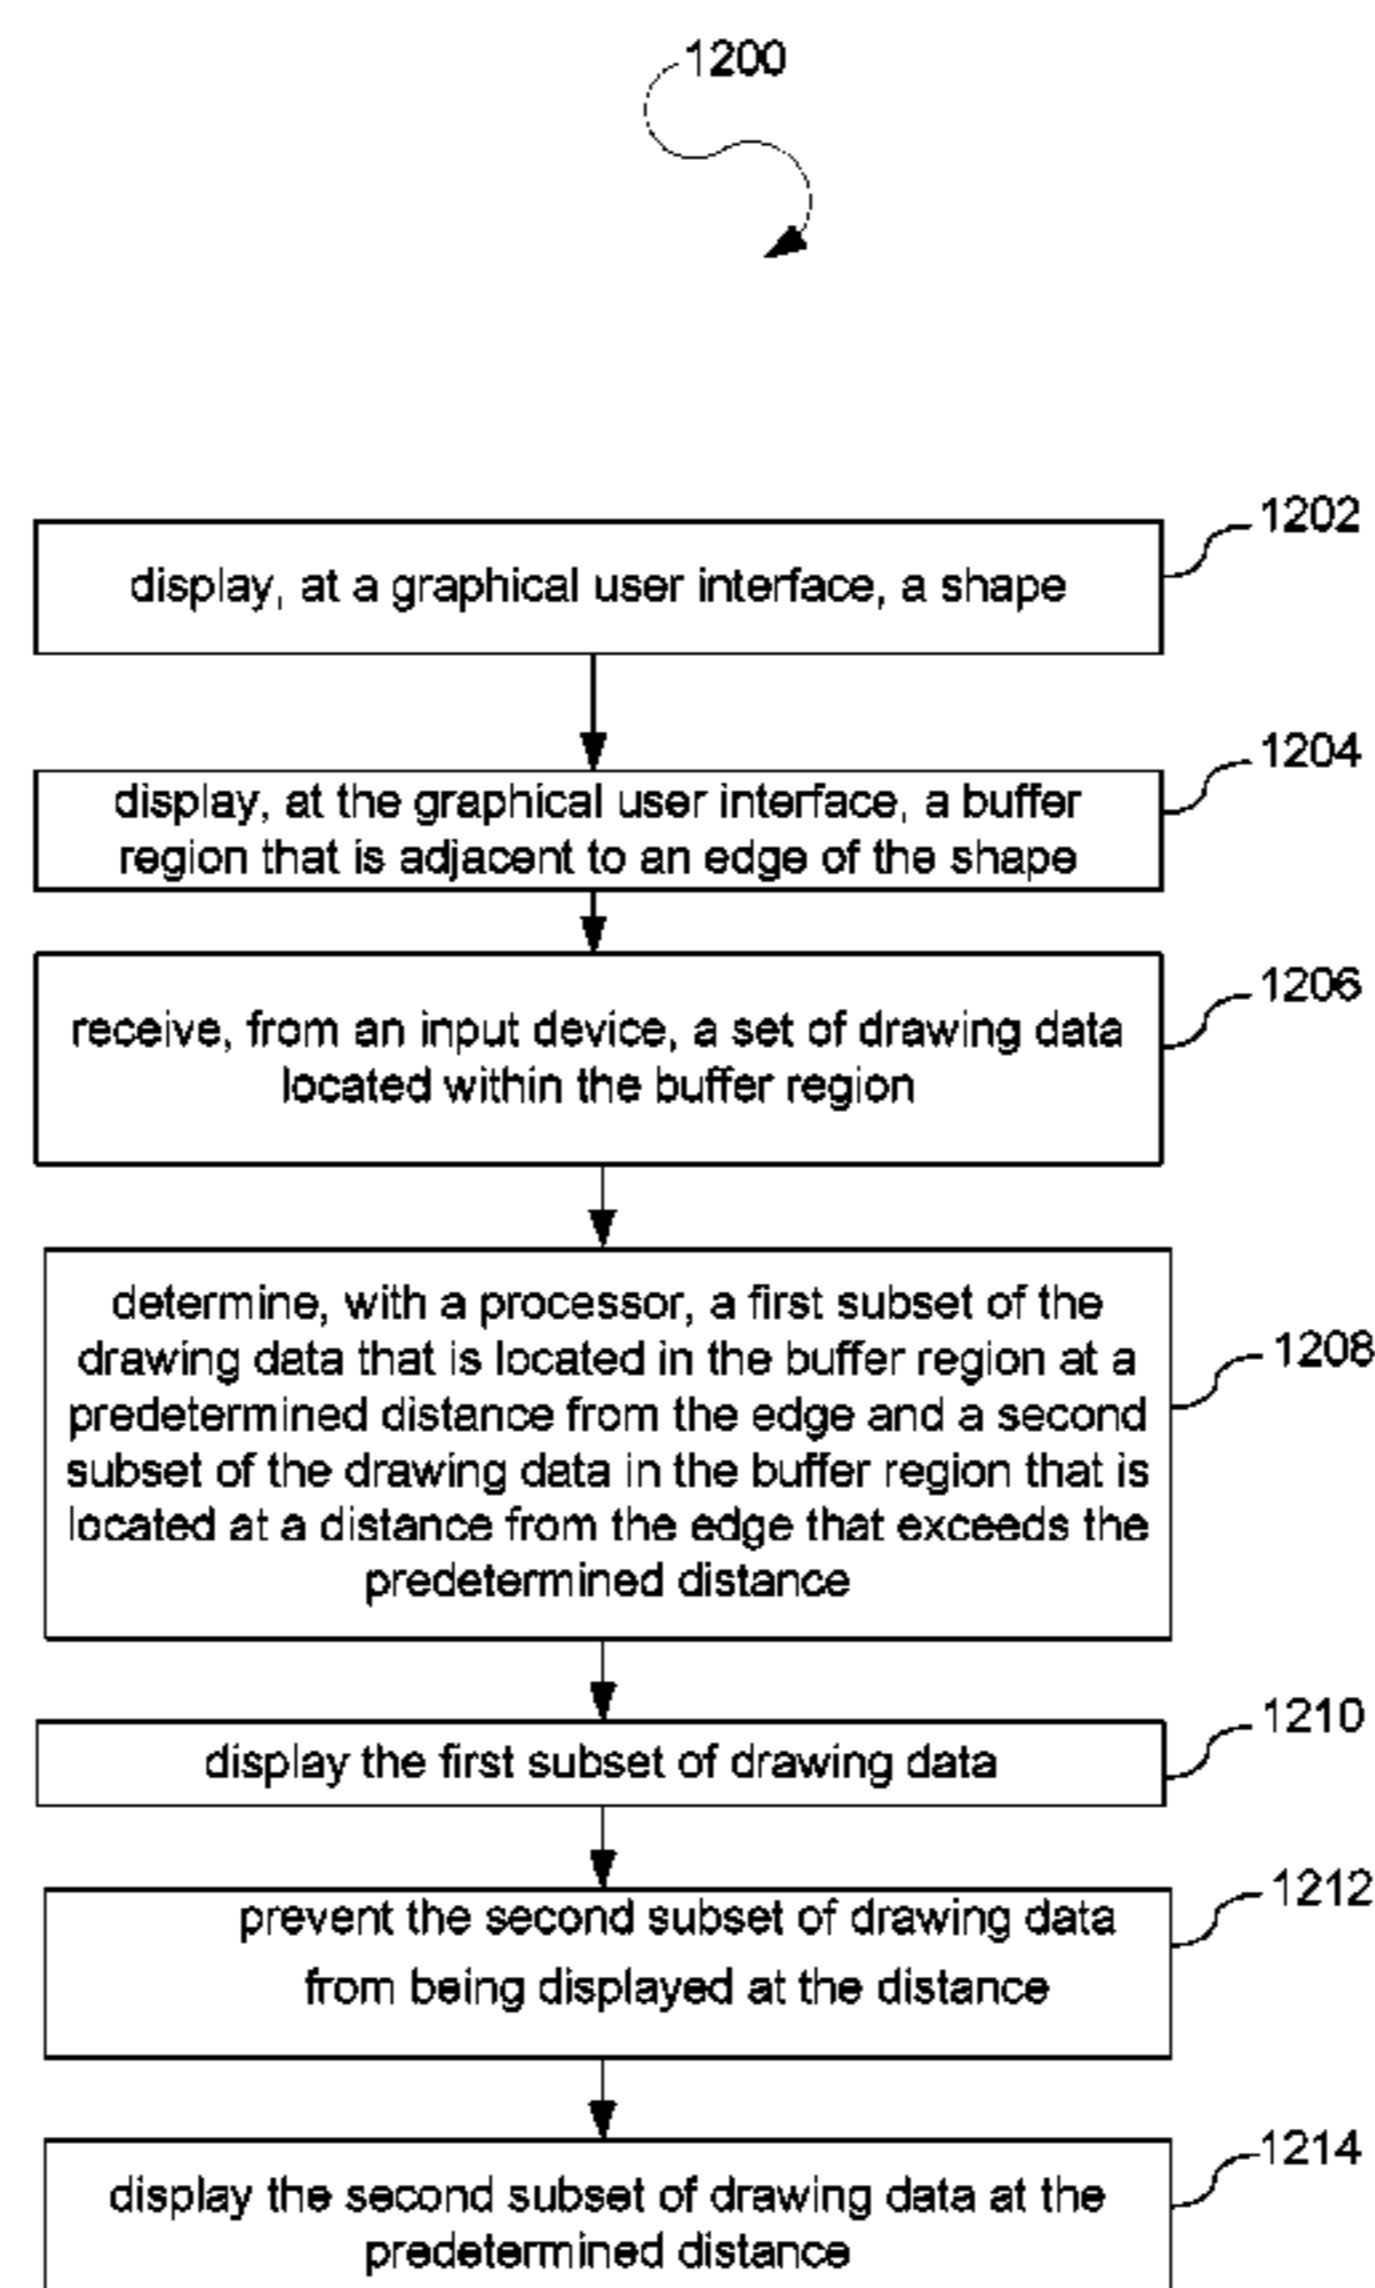 1200
1202
display, at a graphical user interface, a shape
1204
display, at the graphical user interface, a buffer
region that is adjacent to an edge of the shape
1206
receive, from an input device, a set of drawing data
located within the buffer region
1208
determine, with a processor, a first subset of the
drawing data that is located in the buffer region at a
predetermined distance from the edge and a second
subset of the drawing data in the buffer region that is
located at a distance from the edge that exceeds the
predetermined distance
1210
display the first subset of drawing data
1212
prevent the second subset of drawing data
from being displayed at the distance
1214
display the second subset of drawing data at the
predetermined distance